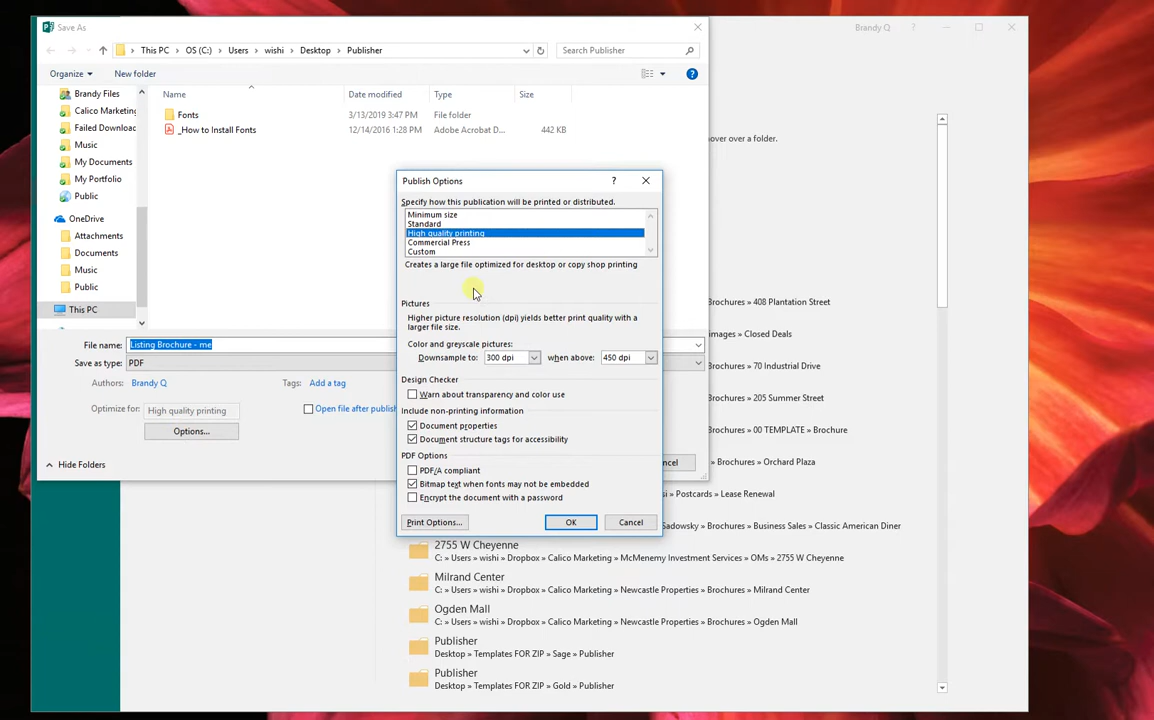 Save As
Brandy Q
?
This PC
OS (C:)
Users
wishi
Desktop
Publisher
Search Publisher
Organize
New folder
?
Name
Date modified
Type
Size
Brandy Files
Calico Marketing
Failed Download
Music
My Documents
My Portfolio
Public
OneDrive
Attachments
Documents
Music
Public
This PC
Fonts
3/13/2019 3:47 PM
File folder
_How to Install Fonts
12/14/2016 1:28 PM
Adobe Acrobat D...
442 KB
File name:
Listing Brochure - me
Save as type:
PDF
Authors:
Brandy Q
Tags:
Add a tag
Optimize for:
High quality printing
Open file after publish
Options...
Hide Folders
ncel
Publish Options
?
Specify how this publication will be printed or distributed.
Minimum size
Standard
High quality printing
Commercial Press
Custom
Creates a large file optimized for desktop or copy shop printing
Pictures
Higher picture resolution (dpi) yields better print quality with a
larger file size.
Color and greyscale pictures:
Downsample to:
300 dpi
when above:
450 dpi
Design Checker
Warn about transparency and color use
Include non-printing information
Document properties
Document structure tags for accessibility
PDF Options
PDF/A compliant
Bitmap text when fonts may not be embedded
Encrypt the document with a password
Print Options...
OK
Cancel
over over a folder.
Brochures » 408 Plantation Street
mages » Closed Deals
Brochures » 70 Industrial Drive
Brochures » 205 Summer Street
Brochures » 00 TEMPLATE » Brochure
» Brochures » Orchard Plaza
si » Postcards » Lease Renewal
Sadowsky » Brochures » Business Sales » Classic American Diner
2755 W Cheyenne
C: » Users » wishi » Dropbox » Calico Marketing » McMenemy Investment Services » OMs » 2755 W Cheyenne
Milrand Center
C: » Users » wishi » Dropbox » Calico Marketing » Newcastle Properties » Brochures » Milrand Center
Ogden Mall
C: » Users » wishi » Dropbox » Calico Marketing » Newcastle Properties » Brochures » Ogden Mall
Publisher
Desktop » Templates FOR ZIP » Sage » Publisher
Publisher
Desktop » Templates FOR ZIP » Gold » Publisher